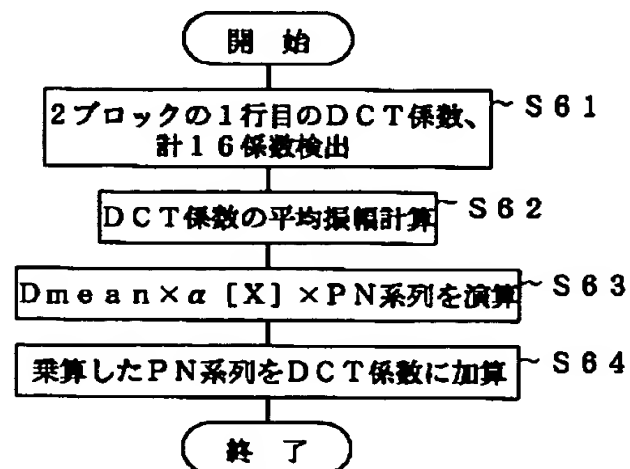 開始
2ブロックの1行目のDCT係数、 ~S61
計16係数検出
DCT係数の平均振幅計算 ~S62
Dmean×α[X]×PN系列を演算 ~S63
乗算したPN系列をDCT係数に加算 ~S64
終了